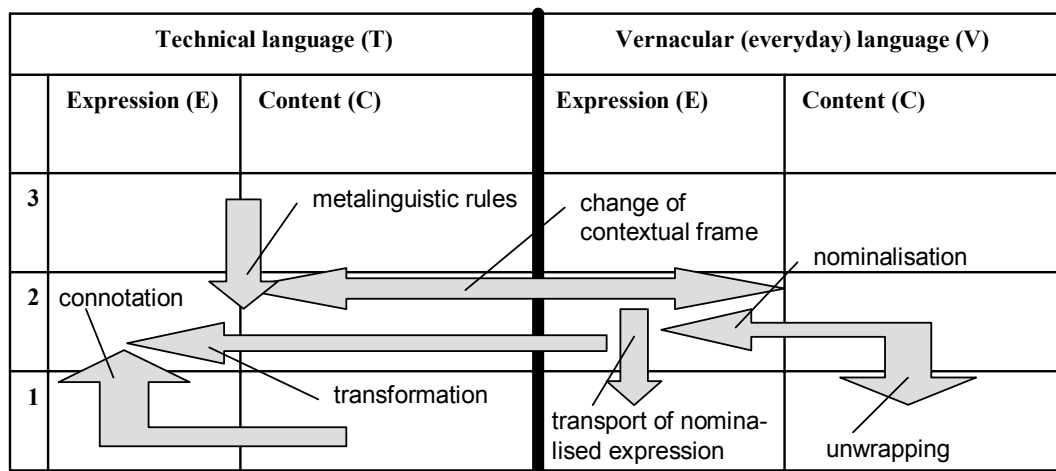 Technical language (T)
Vernacular (everyday) language (V)
Expression (E)
Content (C)
Expression (E)
Content (C)
3
metalinguistic rules
change of
contextual frame
nominalisation
2
connotation
1
transformation
transport of nomina-
lised expression
unwrapping